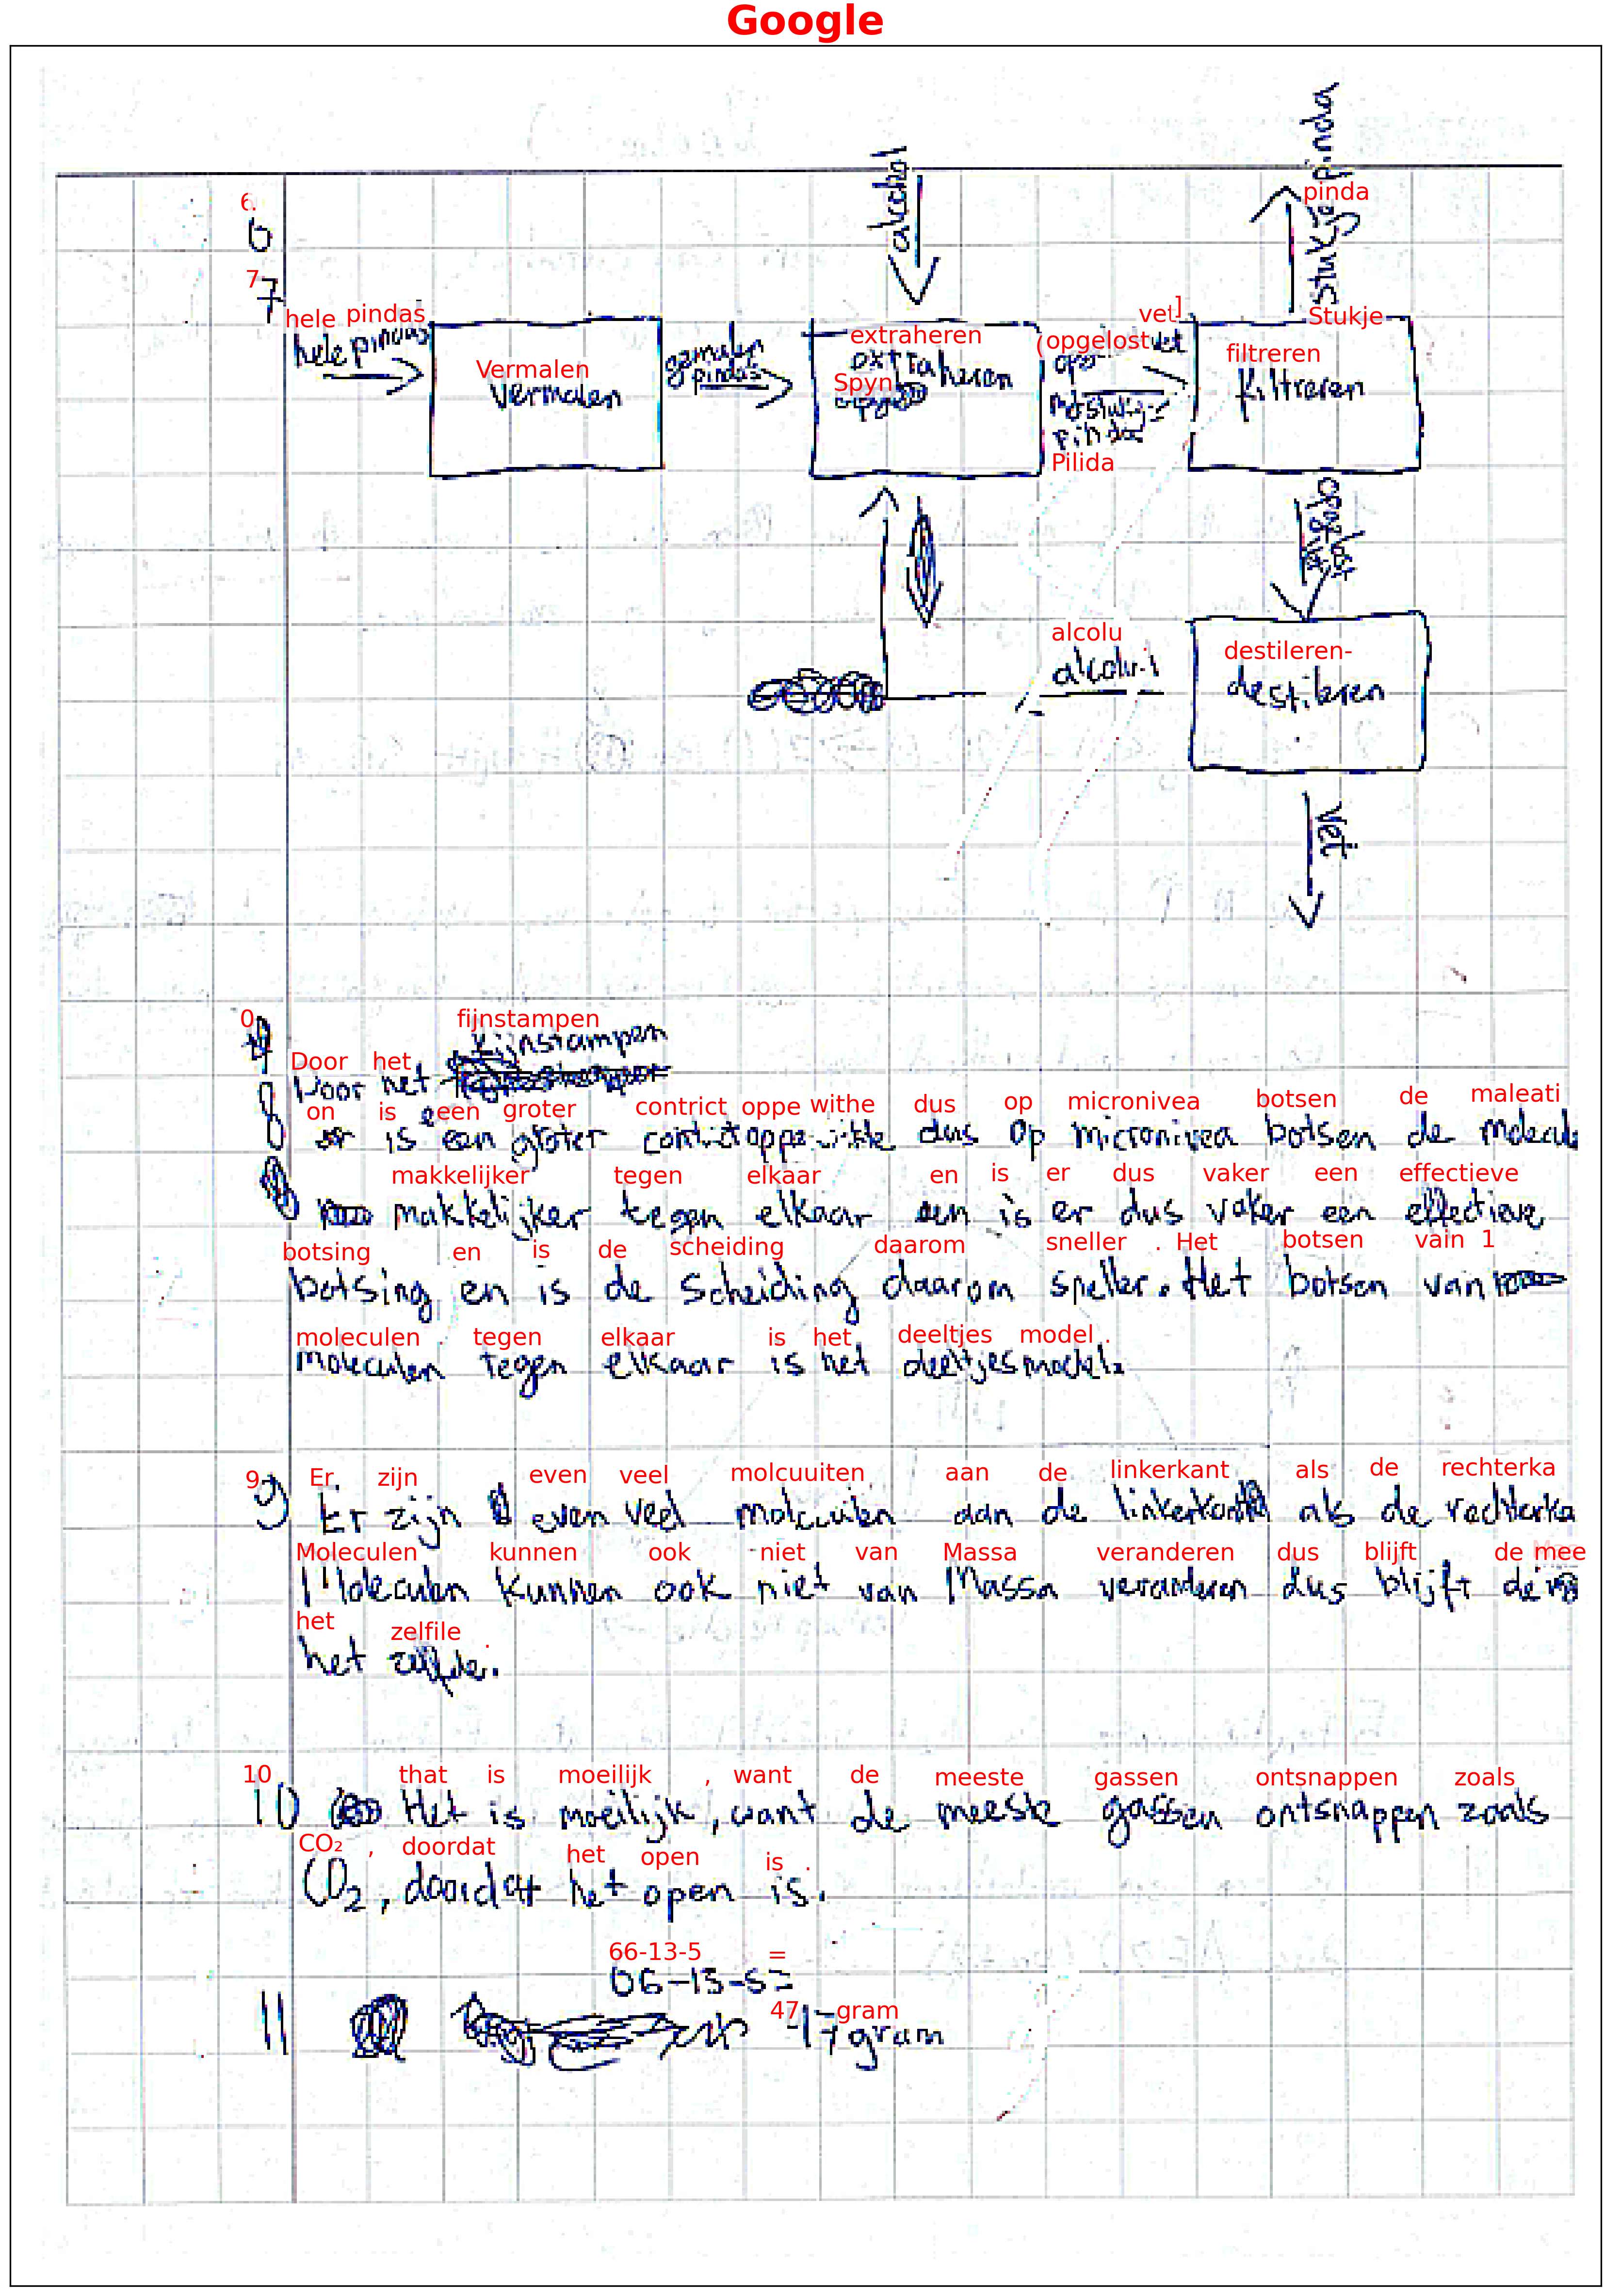 Google
alcohol
stukje pinda
pinda
6.
6
7
7
hele pindas
hele pindas
Vermalen
Vermalen
gemalen
pindas
extraheren
extraheren
Spyn
(opgelost
vet]
opg vet
met stukje
pinda
Pilida
Stukje
filtreren
filtreren
opgelost
alcolu
alcohol
destileren-
destileren
vet
0
fijnstampen
fijnstampen
Door het
Door het
8
on is een groter contrict oppe withe dus op micronivea botsen de maleati
er is een groter contactoppervlakte dus op micronivea botsen de molecule
makkelijker tegen elkaar en is er dus vaker een effectieve
makkelijker tegen elkaar en is er dus vaker een effectieve
botsing en is de scheiding daarom sneller . Het botsen vain 1
botsing en is de scheiding daarom sneller. Het botsen van
moleculen . tegen elkaar is het deeltjes model .
moleculen tegen elkaar is het deeltjesmodel.
9 Er zijn even veel molcuuiten aan de linkerkant als de rechterka
9 Er zijn even veel moleculen aan de linkerkant als de rechterka
Moleculen kunnen ook niet van Massa veranderen dus blijft de mee
Moleculen kunnen ook niet van Massa veranderen dus blijft de
het zelfile .
het zelfde.
10 that is moeilijk , want de meeste gassen ontsnappen zoals
10 Het is moeilijk, want de meeste gassen ontsnappen zoals
CO₂ , doordat het open is .
CO₂, doordat het open is.
66-13-5 =
66-13-5=
47 gram
11 47 gram